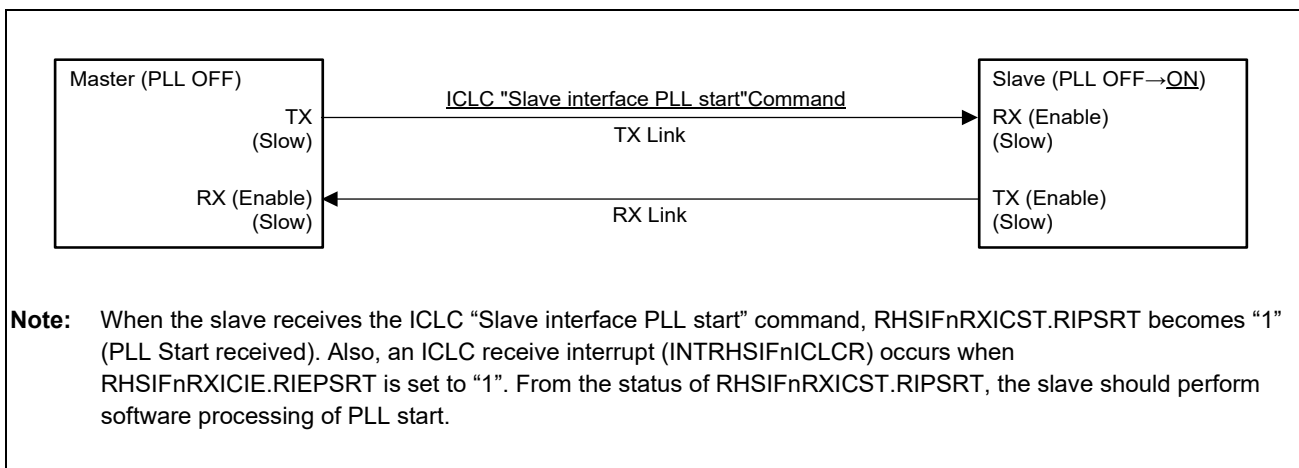 Master (PLL OFF)
TX
(Slow)
RX (Enable)
(Slow)
ICLC "Slave interface PLL start"Command
TX Link
RX Link
Slave (PLL OFF→ON)
RX (Enable)
(Slow)
TX (Enable)
(Slow)
Note: When the slave receives the ICLC “Slave interface PLL start” command, RHSIFnRXICST.RIPSRT becomes “1”
(PLL Start received). Also, an ICLC receive interrupt (INTRHSIFnICLCR) occurs when
RHSIFnRXICIE.RIEPSRT is set to “1”. From the status of RHSIFnRXICST.RIPSRT, the slave should perform
software processing of PLL start.